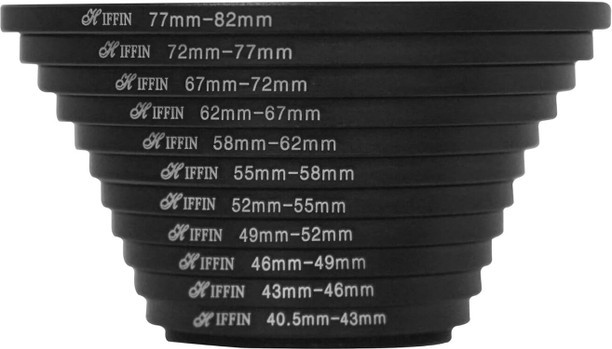 HIFFIN 77mm–82mm
HIFFIN 72mm–77mm
HIFFIN 67mm–72mm
HIFFIN 62mm–67mm
HIFFIN 58mm–62mm
HIFFIN 55mm–58mm
HIFFIN 52mm–55mm
HIFFIN 49mm–52mm
HIFFIN 46mm–49mm
HIFFIN 43mm–46mm
HIFFIN 40.5mm–43mm